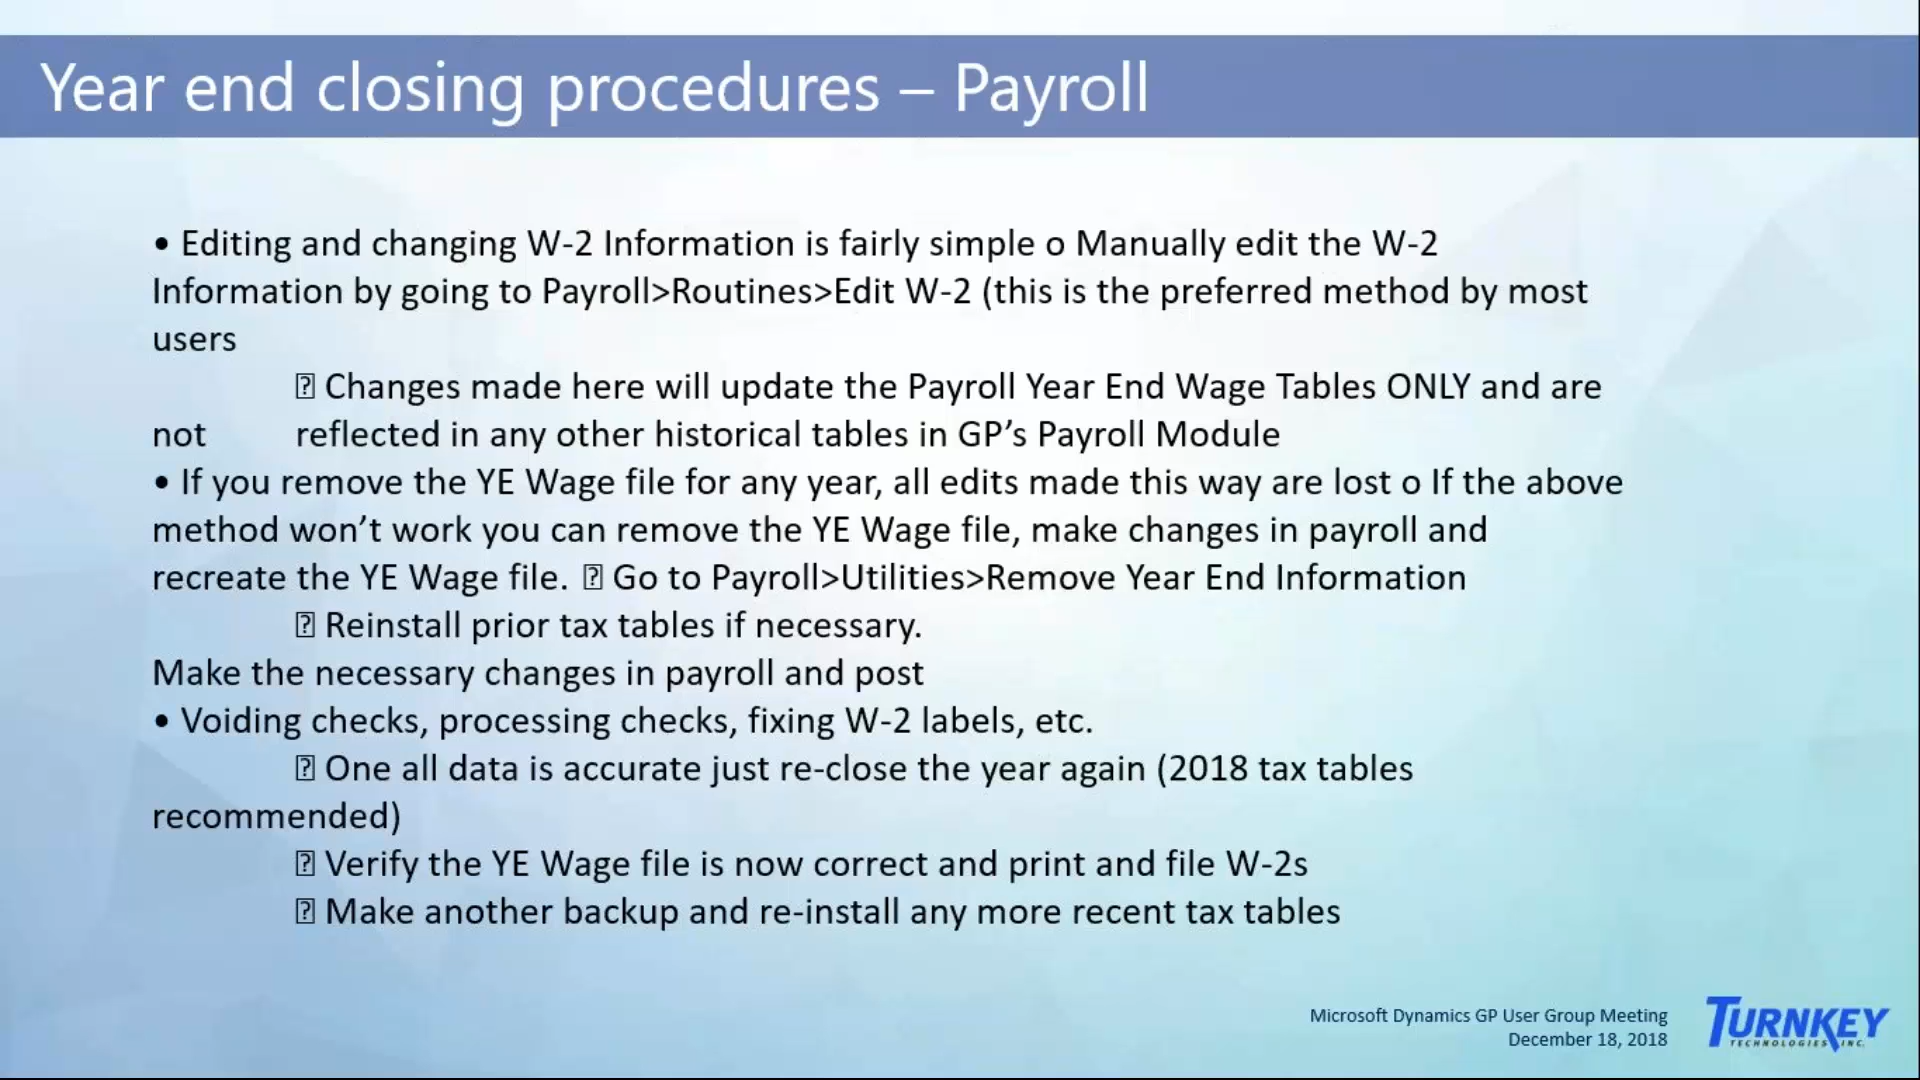 Year end closing procedures – Payroll
• Editing and changing W-2 Information is fairly simple o Manually edit the W-2
Information by going to Payroll>Routines>Edit W-2 (this is the preferred method by most
users
⍰ Changes made here will update the Payroll Year End Wage Tables ONLY and are
not reflected in any other historical tables in GP’s Payroll Module
• If you remove the YE Wage file for any year, all edits made this way are lost o If the above
method won’t work you can remove the YE Wage file, make changes in payroll and
recreate the YE Wage file. ⍰ Go to Payroll>Utilities>Remove Year End Information
⍰ Reinstall prior tax tables if necessary.
Make the necessary changes in payroll and post
• Voiding checks, processing checks, fixing W-2 labels, etc.
⍰ One all data is accurate just re-close the year again (2018 tax tables
recommended)
⍰ Verify the YE Wage file is now correct and print and file W-2s
⍰ Make another backup and re-install any more recent tax tables
Microsoft Dynamics GP User Group Meeting
December 18, 2018
TURNKEY
TECHNOLOGIES, INC.